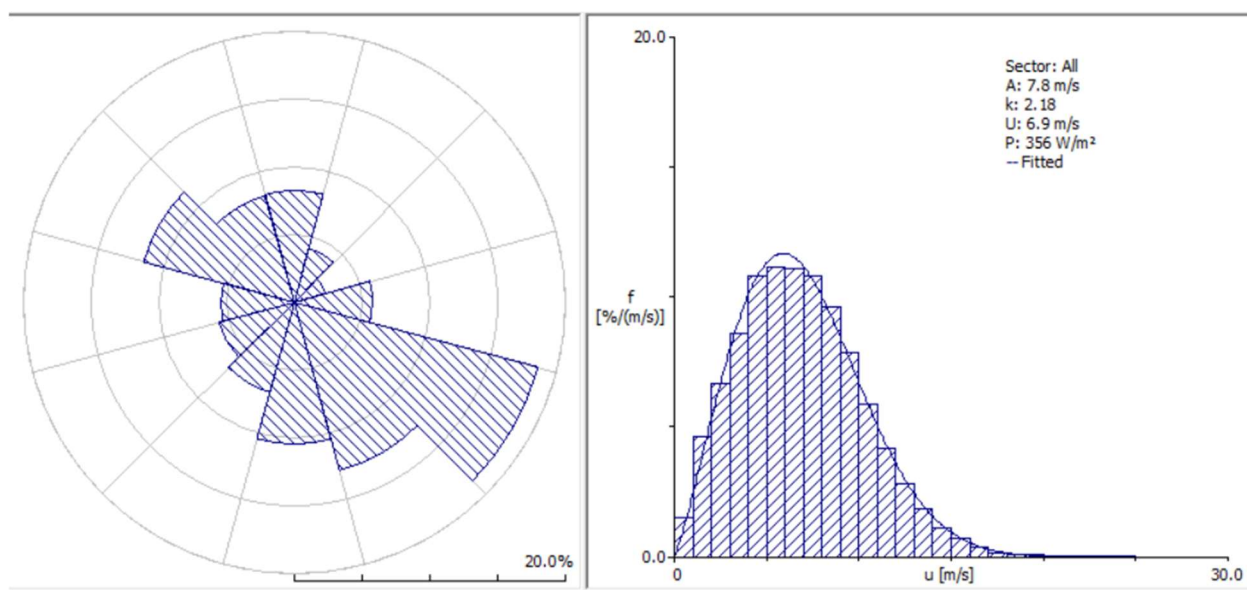 20.0%
20.0
Sector: All
A: 7.8 m/s
k: 2.18
U: 6.9 m/s
P: 356 W/m²
-- Fitted
f
[%/(m/s)]
0.0
0
u [m/s]
30.0